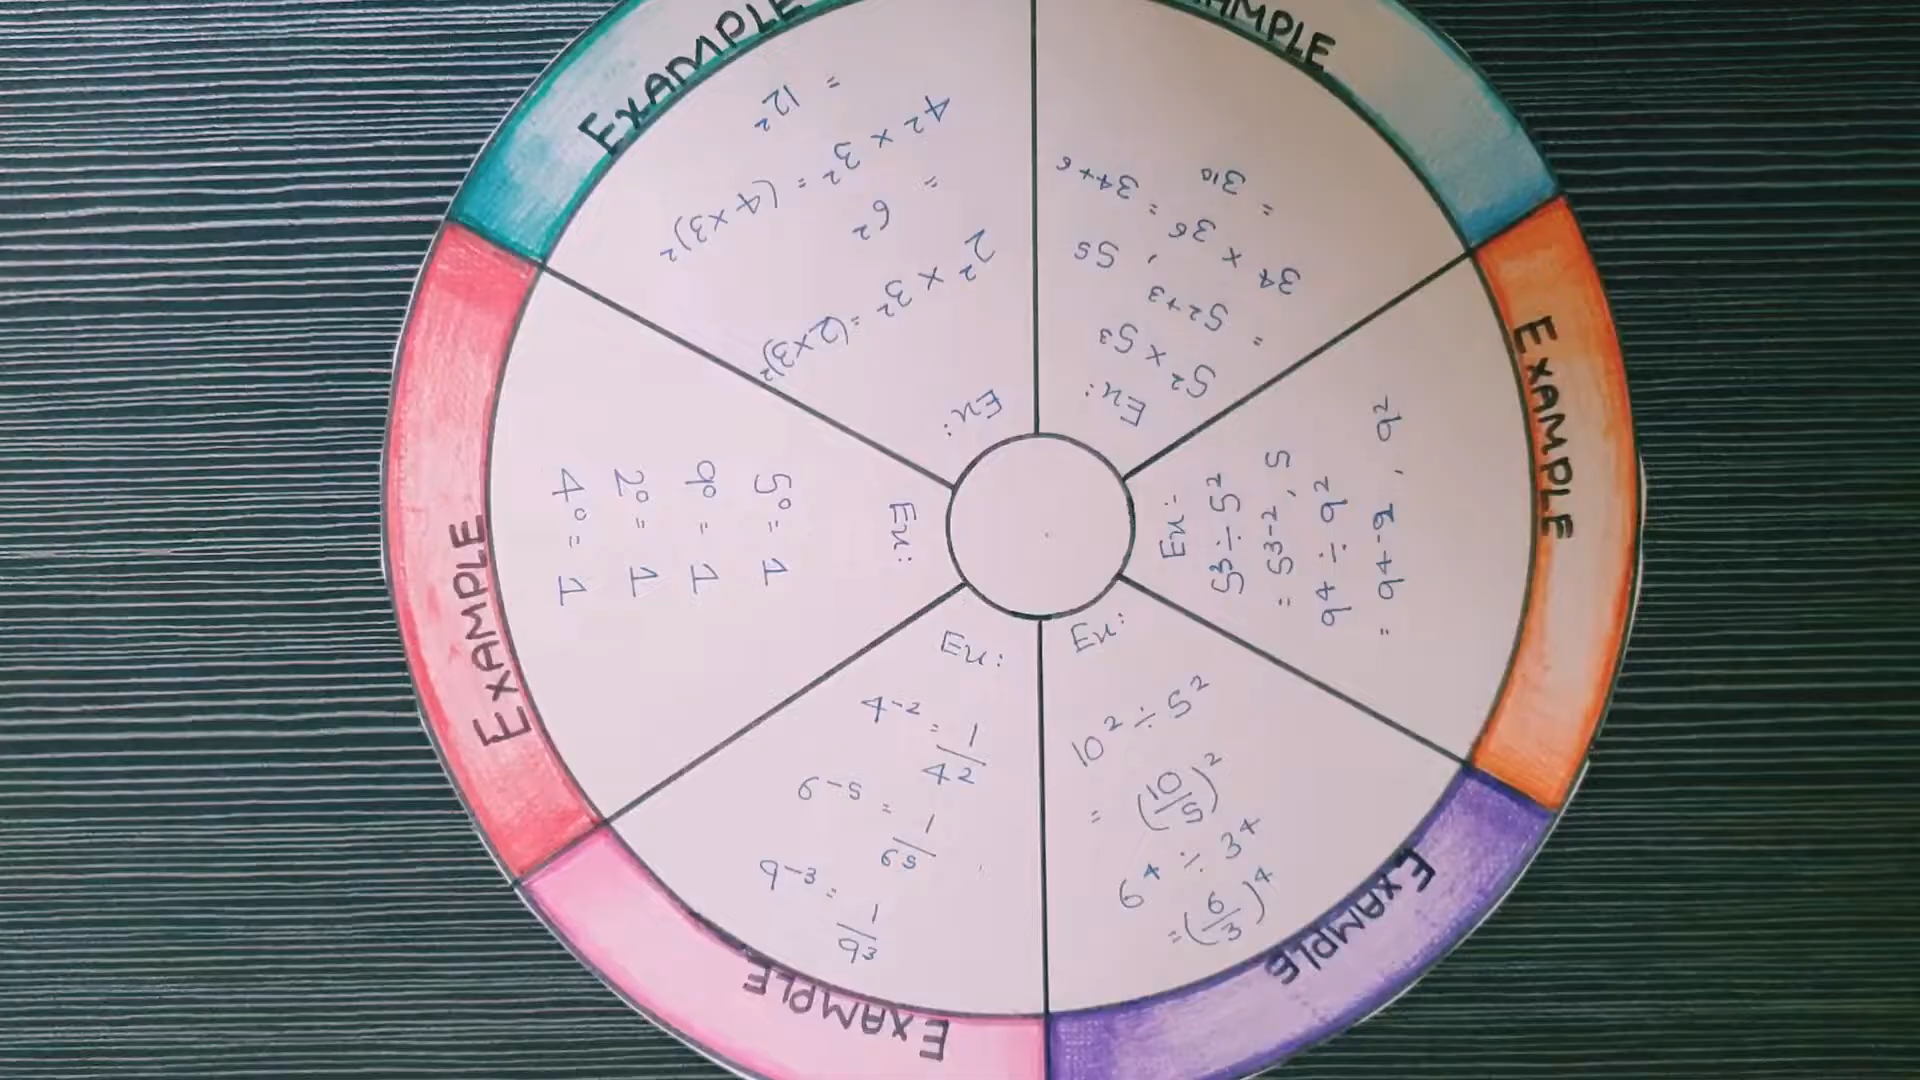 EXAMPLE
Ex:
2² × 3² = (2×3)²
= 6²
4² × 3² = (4×3)²
= 12²
EXAMPLE
Ex:
5² × 5³
= 5²⁺³, 5⁵
3⁴ × 3⁶ = 3⁴⁺⁶
= 3¹⁰
EXAMPLE
Ex:
5³ ÷ 5²
= 5³⁻², 5
9⁴ ÷ 9²
= 9⁴⁻², 9²
EXAMPLE
Ex:
10² ÷ 5²
= (10/5)²
6⁴ ÷ 3⁴
= (6/3)⁴
EXAMPLE
Ex:
4⁻² = 1/4²
6⁻⁵ = 1/6⁵
9⁻³ = 1/9³
EXAMPLE
Ex:
5⁰ = 1
9⁰ = 1
2⁰ = 1
4⁰ = 1